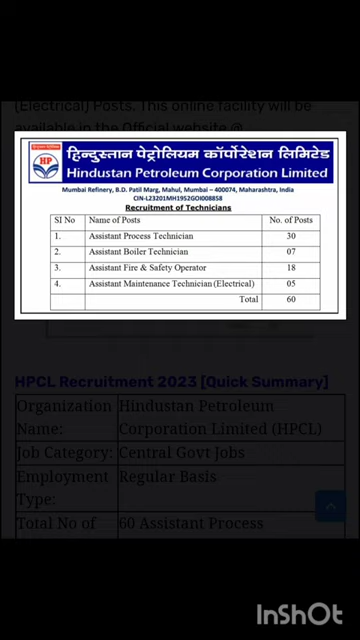 (Electrical) Posts. This online facility will be
available in the Official website @
HP
हिन्दुस्तान पेट्रोलियम कॉर्पोरेशन लिमिटेड
Hindustan Petroleum Corporation Limited
Mumbai Refinery, B.D. Patil Marg, Mahul, Mumbai – 400074, Maharashtra, India
CIN-L23201MH1952GOI008858
Recruitment of Technicians
SI No Name of Posts No. of Posts
1. Assistant Process Technician 30
2. Assistant Boiler Technician 07
3. Assistant Fire & Safety Operator 18
4. Assistant Maintenance Technician (Electrical) 05
Total 60
HPCL Recruitment 2023 [Quick Summary]
Organization Name: Hindustan Petroleum Corporation Limited (HPCL)
Job Category: Central Govt Jobs
Employment Type: Regular Basis
Total No of 60 Assistant Process
InShOt